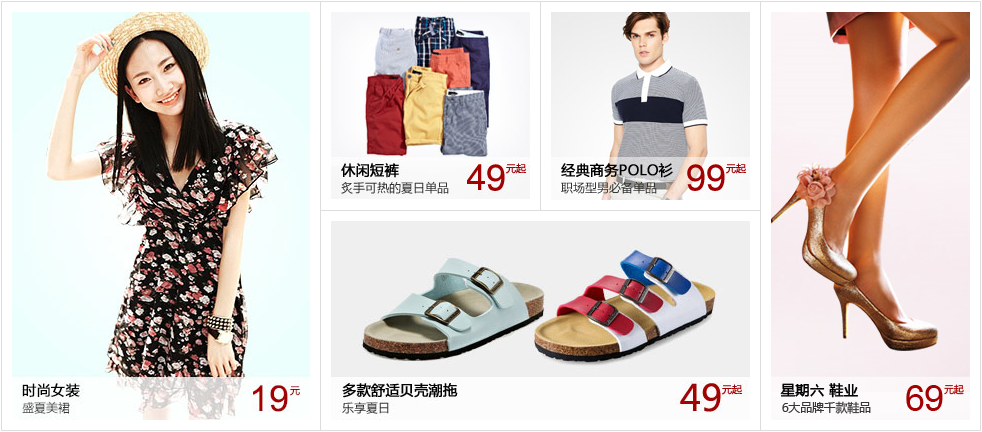 时尚女装
盛夏美裙
19元
休闲短裤
炙手可热的夏日单品
49元起
经典商务POLO衫
职场型男必备单品
99元起
多款舒适贝壳潮拖
乐享夏日
49元起
星期六 鞋业
6大品牌千款鞋品
69元起